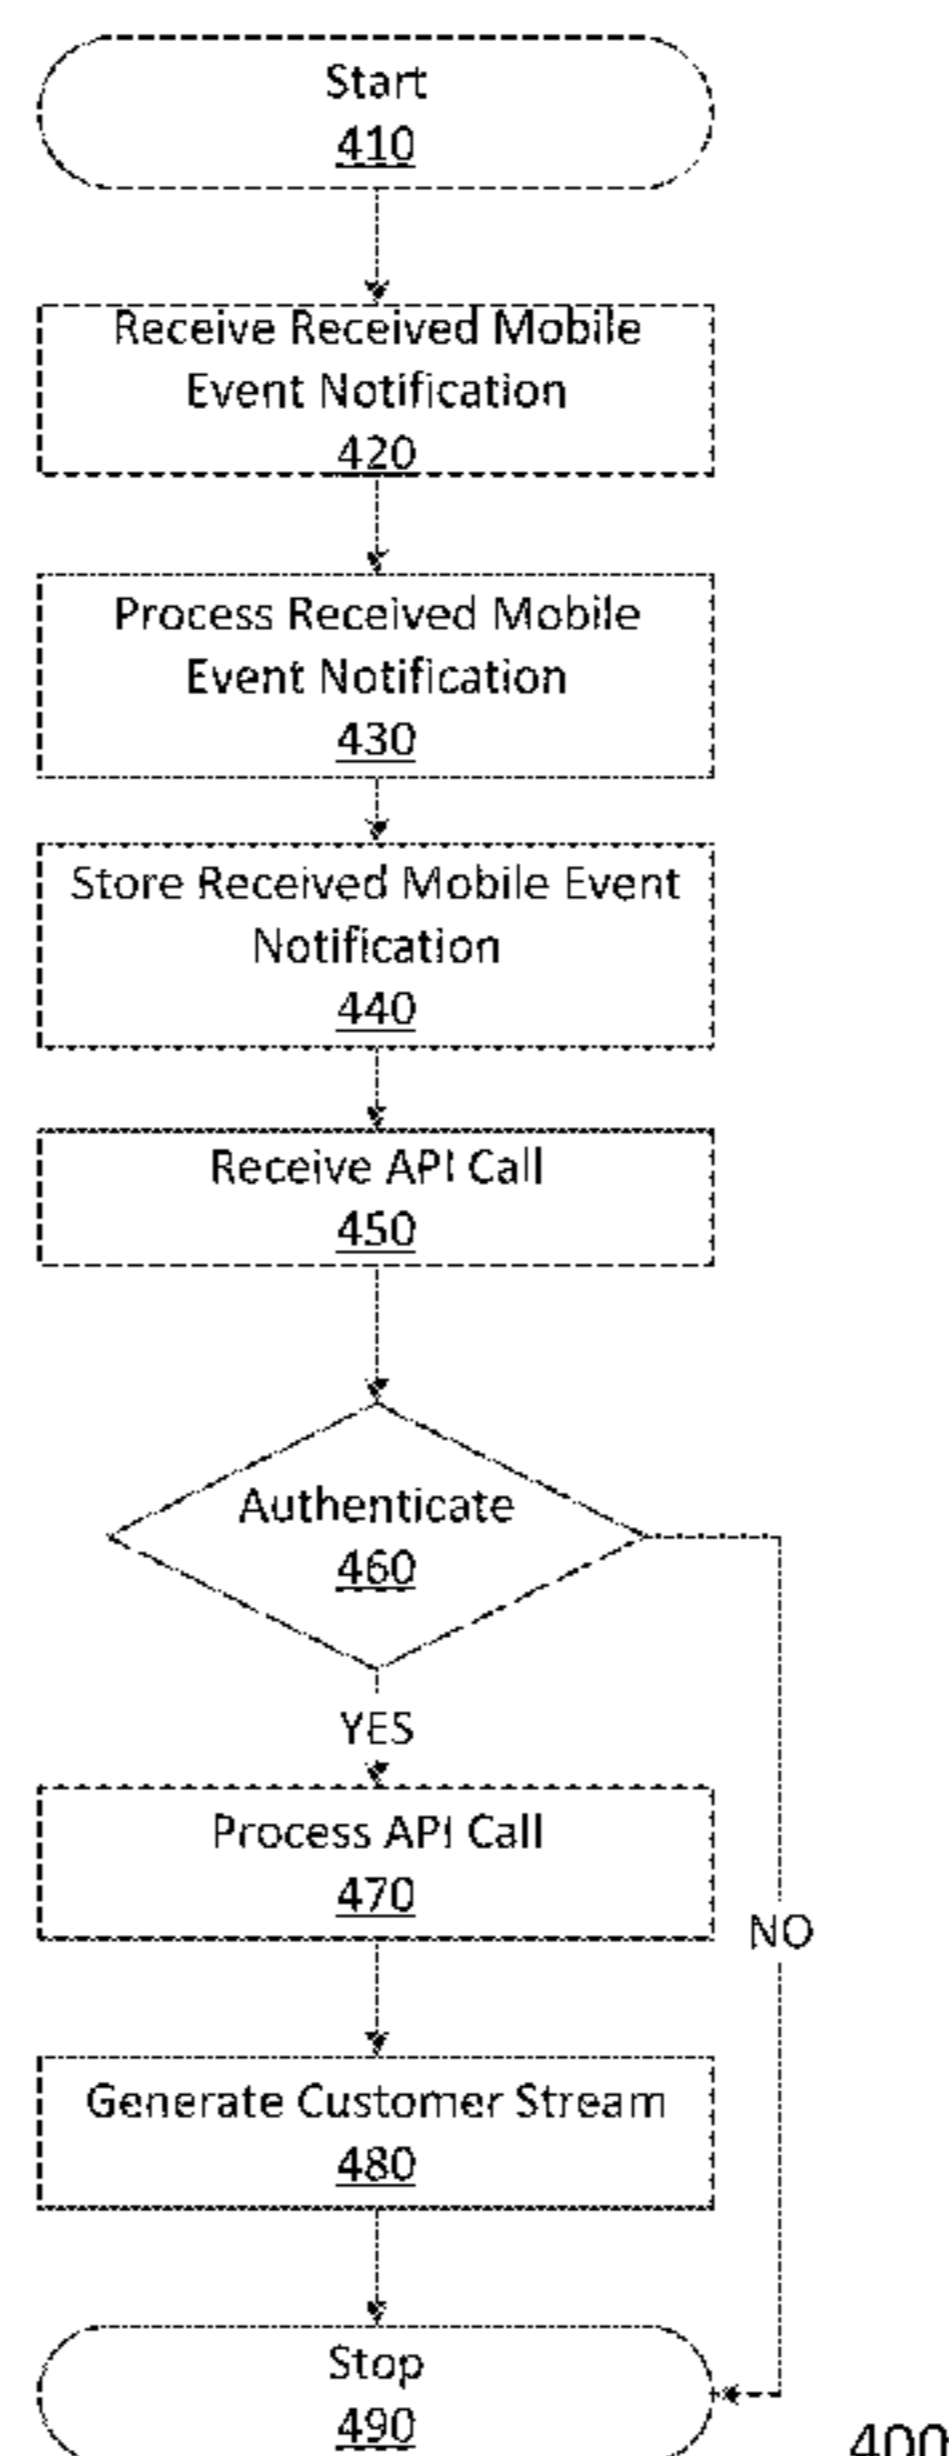 Start
410
Receive Received Mobile
Event Notification
420
Process Received Mobile
Event Notification
430
Store Received Mobile Event
Notification
440
Receive API Call
450
Authenticate
460
YES
Process API Call
470
NO
Generate Customer Stream
480
Stop
490
400